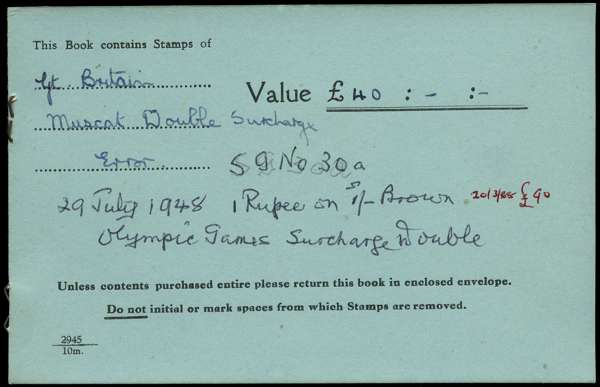 This Book contains Stamps of
Gt Britain
Value £40 : - :-
Muscat Double Surcharge
Error
S G No 30a
29 July 1948 1 Rupee on s/- Brown 20/3/88 £90
Olympic Games Surcharge Double
Unless contents purchased entire please return this book in enclosed envelope.
Do not initial or mark spaces from which Stamps are removed.
2945
10m.